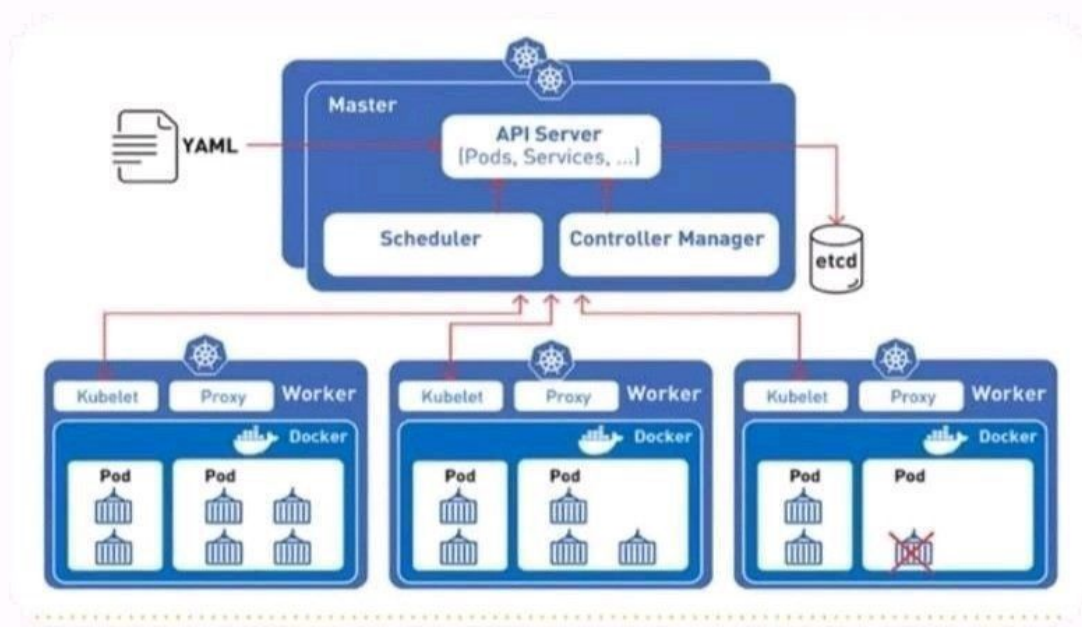 Master
YAML
API Server
(Pods, Services, ...)
Scheduler
Controller Manager
etcd
Kubelet
Proxy
Worker
Docker
Pod
Pod
Kubelet
Proxy
Worker
Docker
Pod
Pod
Kubelet
Proxy
Worker
Docker
Pod
Pod